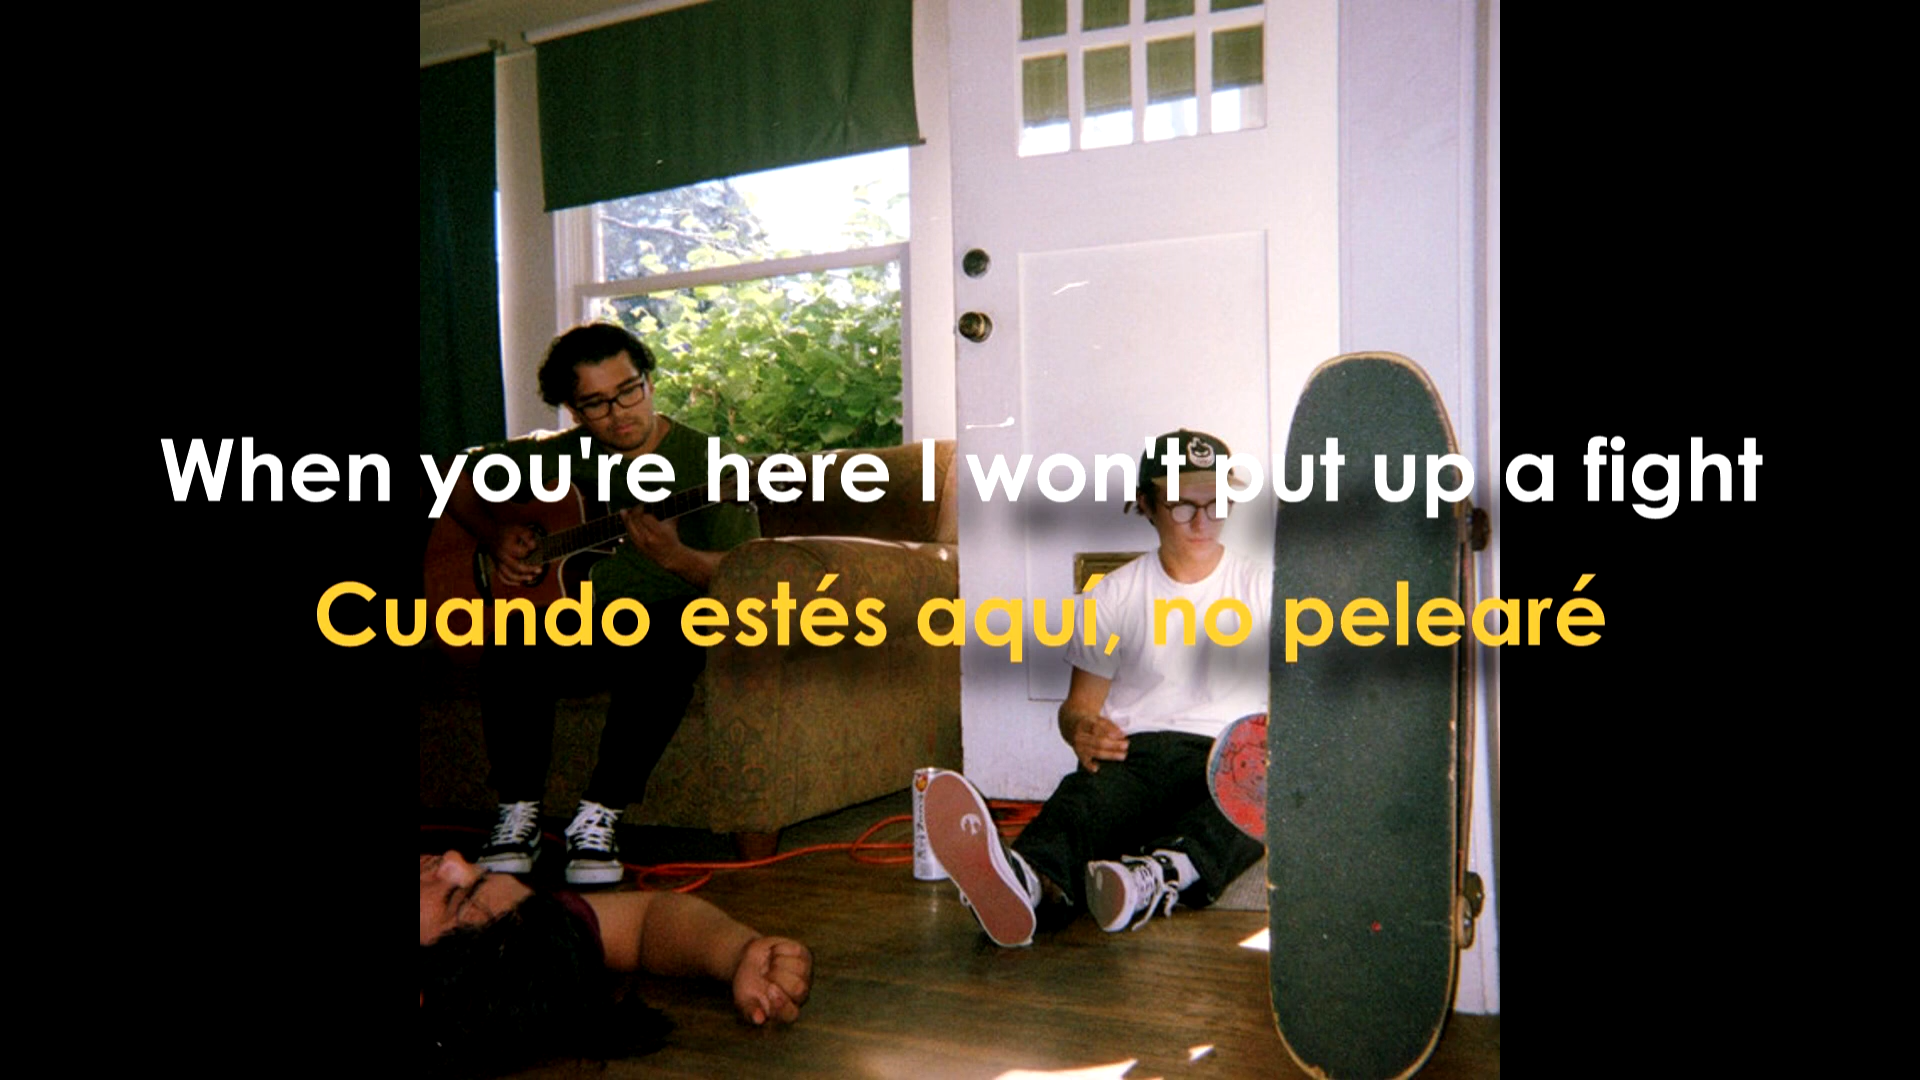 When you're here I won't put up a fight
Cuando estés aquí, no pelearé